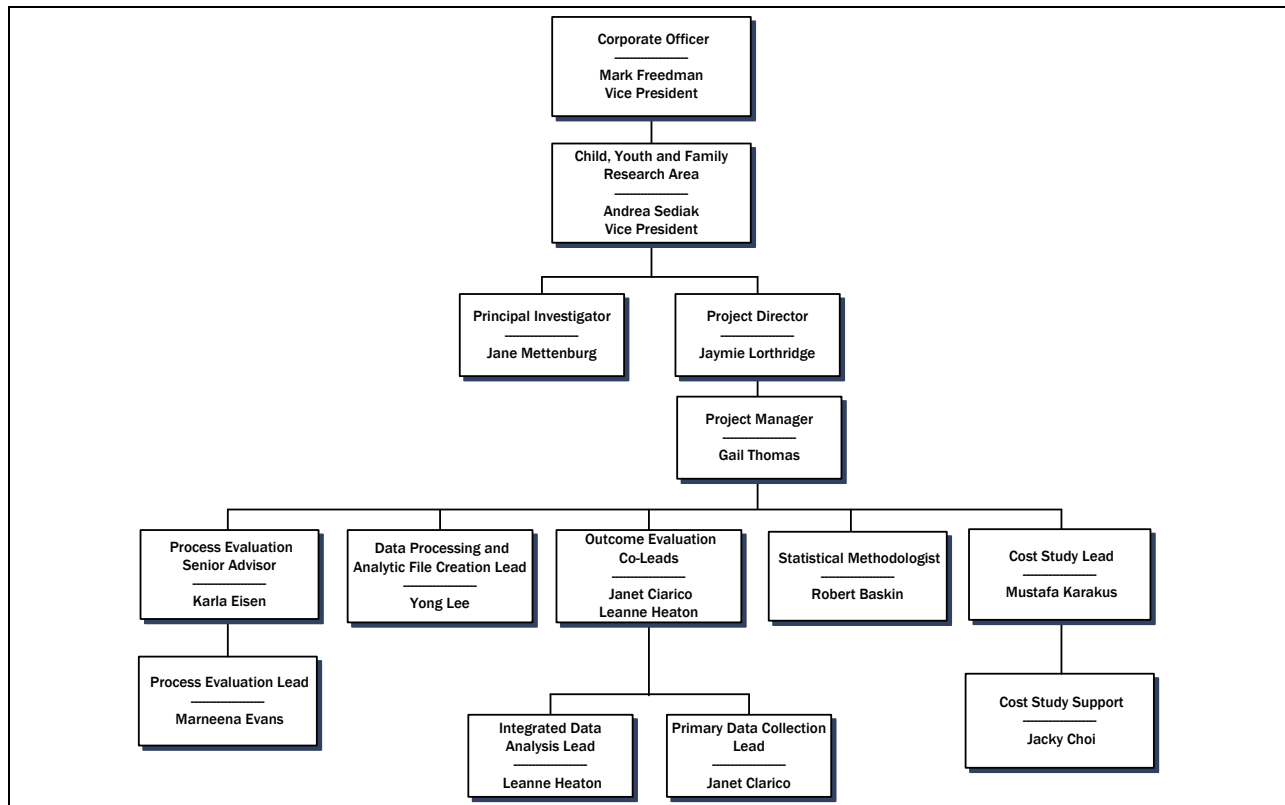 Corporate Officer
--------------------
Mark Freedman
Vice President
Child, Youth and Family
Research Area
--------------------
Andrea Sediak
Vice President
Principal Investigator
--------------------
Jane Mettenburg
Project Director
--------------------
Jaymie Lorthridge
Project Manager
--------------------
Gail Thomas
Process Evaluation
Senior Advisor
--------------------
Karla Eisen
Data Processing and
Analytic File Creation Lead
--------------------
Yong Lee
Outcome Evaluation
Co-Leads
--------------------
Janet Ciarico
Leanne Heaton
Statistical Methodologist
--------------------
Robert Baskin
Cost Study Lead
--------------------
Mustafa Karakus
Process Evaluation Lead
--------------------
Marneena Evans
Integrated Data
Analysis Lead
--------------------
Leanne Heaton
Primary Data Collection
Lead
--------------------
Janet Clarico
Cost Study Support
--------------------
Jacky Choi